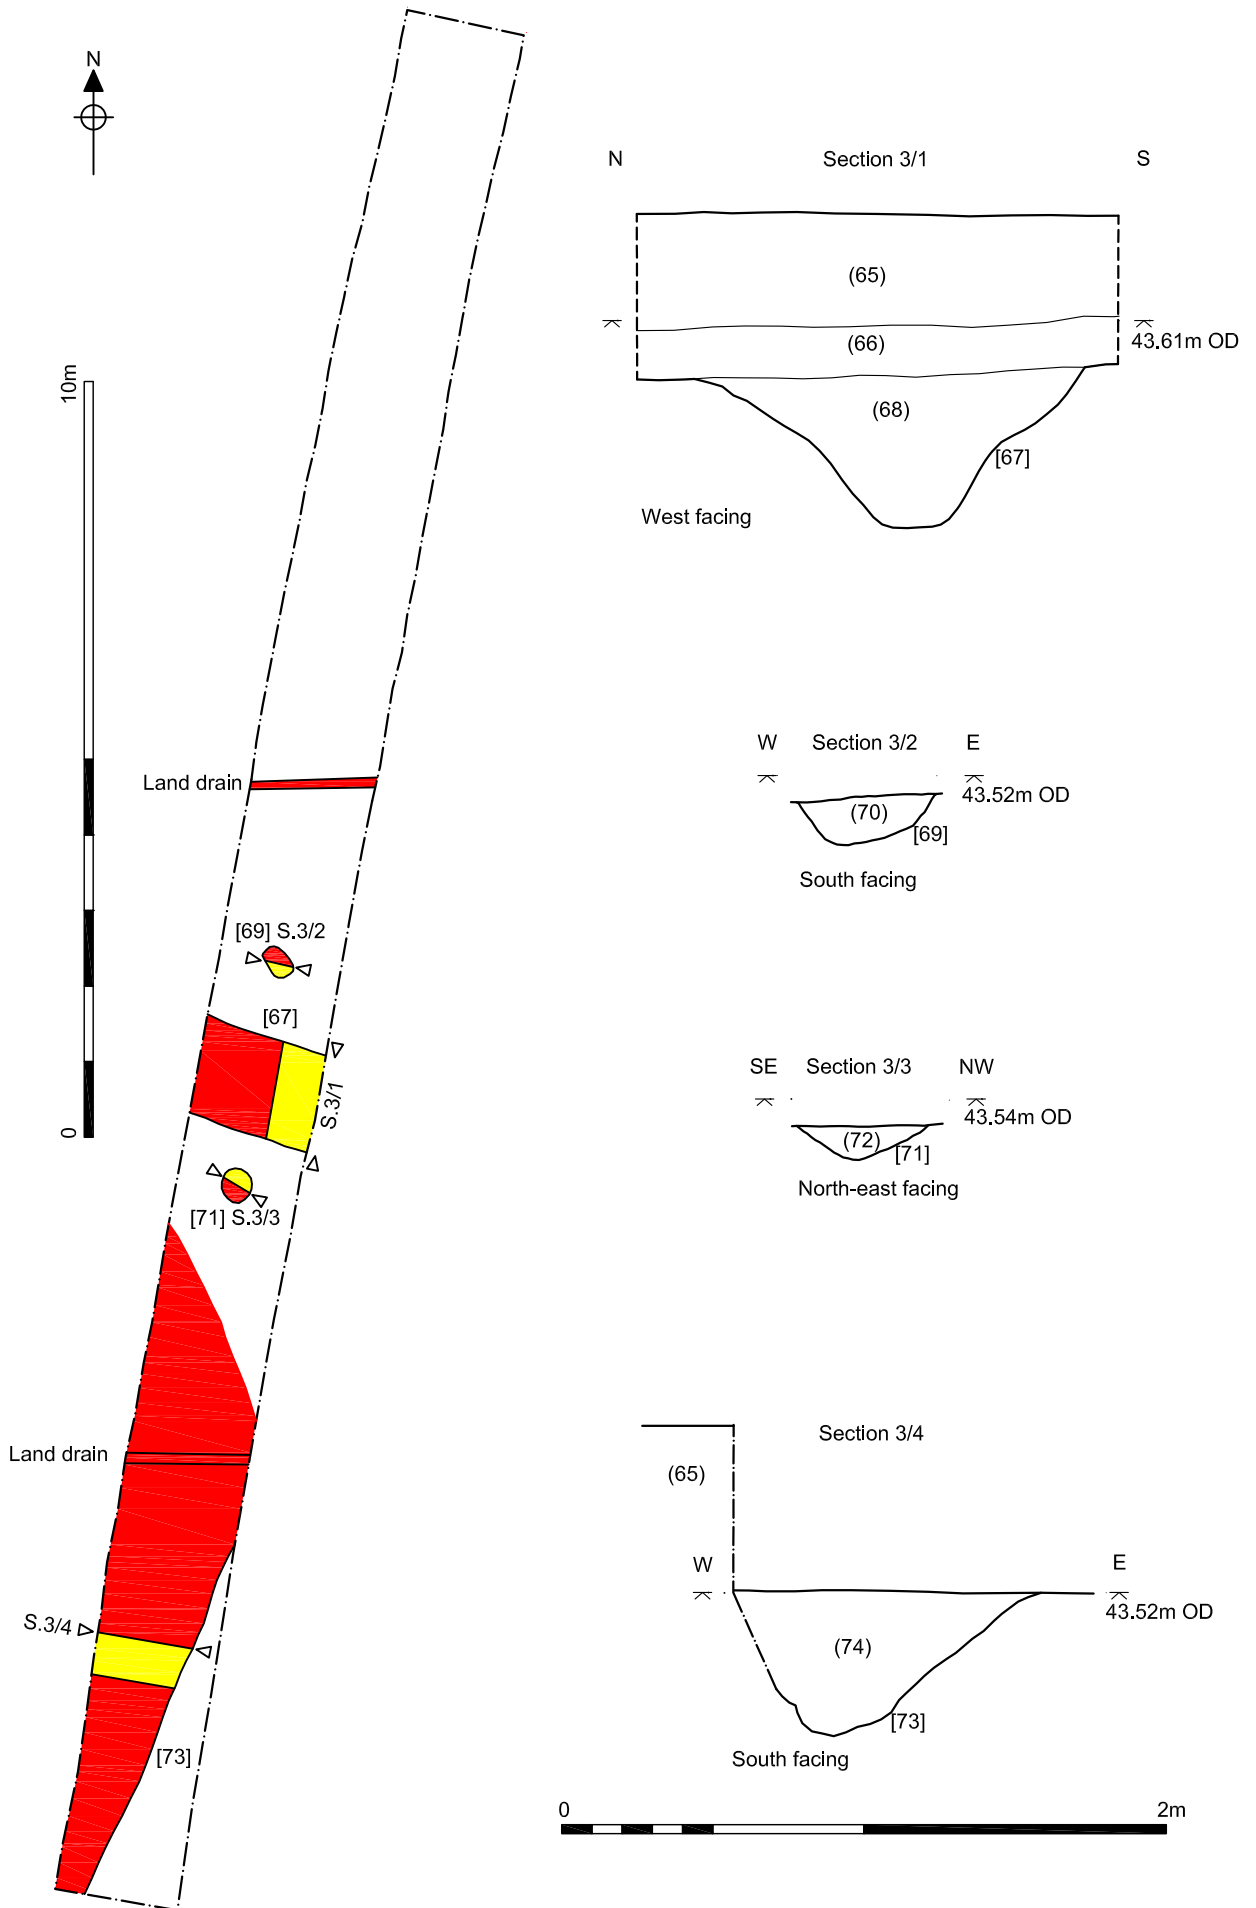 N
10m
0
Land drain
[69] S.3/2
[67]
S.3/1
[71] S.3/3
Land drain
S.3/4
[73]
N Section 3/1 S
(65)
(66)
43.61m OD
(68)
[67]
West facing
W Section 3/2 E
43.52m OD
(70)
[69]
South facing
SE Section 3/3 NW
43.54m OD
(72)
[71]
North-east facing
Section 3/4
(65)
W E
43.52m OD
(74)
[73]
South facing
0 2m